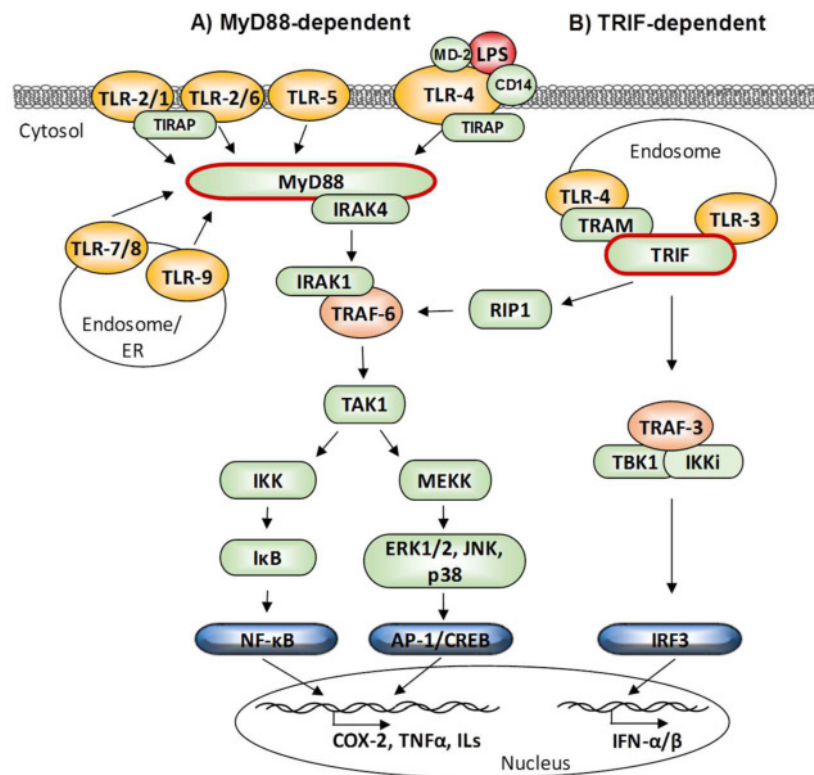 A) MyD88-dependent
B) TRIF-dependent
MD-2
LPS
TLR-2/1
TLR-2/6
TLR-5
TLR-4
CD14
Cytosol
TIRAP
TIRAP
Endosome
MyD88
IRAK4
TLR-4
TRAM
TLR-3
TRIF
TLR-7/8
TLR-9
Endosome/
ER
IRAK1
TRAF-6
RIP1
TAK1
TRAF-3
TBK1
IKKi
IKK
MEKK
IκB
ERK1/2, JNK,
p38
NF-κB
AP-1/CREB
IRF3
COX-2, TNFα, ILs
IFN-α/β
Nucleus